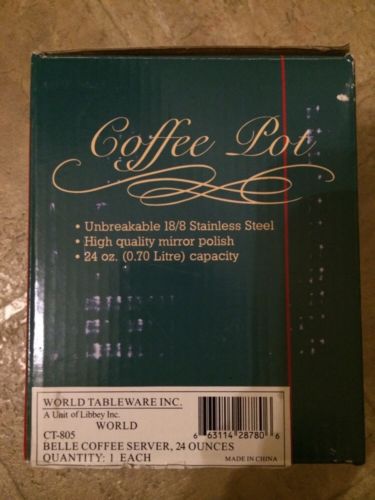 Coffee Pot
• Unbreakable 18/8 Stainless Steel
• High quality mirror polish
• 24 oz. (0.70 Litre) capacity
WORLD TABLEWARE INC.
A Unit of Libbey Inc.
WORLD
CT-805
BELLE COFFEE SERVER, 24 OUNCES
QUANTITY: 1 EACH
6 63114 28780 6
MADE IN CHINA